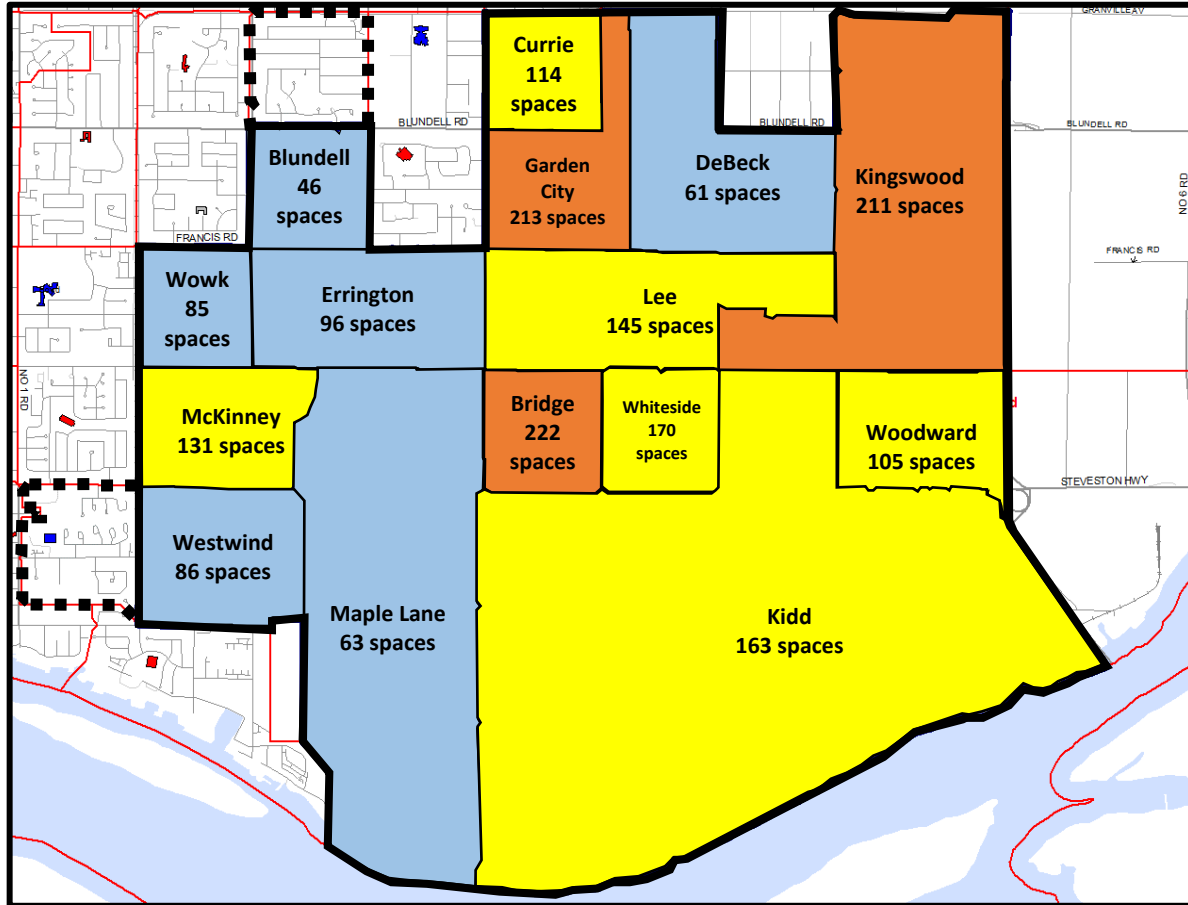 GRANVILLE AV
Currie
114
spaces
BLUNDELL RD
BLUNDELL RD
BLUNDELL RD
Blundell
46
spaces
Garden
City
213 spaces
DeBeck
61 spaces
Kingswood
211 spaces
NO 6 RD
FRANCIS RD
FRANCIS RD
Wowk
85
spaces
Errington
96 spaces
Lee
145 spaces
NO 1 RD
McKinney
131 spaces
Bridge
222
spaces
Whiteside
170
spaces
Woodward
105 spaces
d
STEVESTON HWY
Westwind
86 spaces
Maple Lane
63 spaces
Kidd
163 spaces